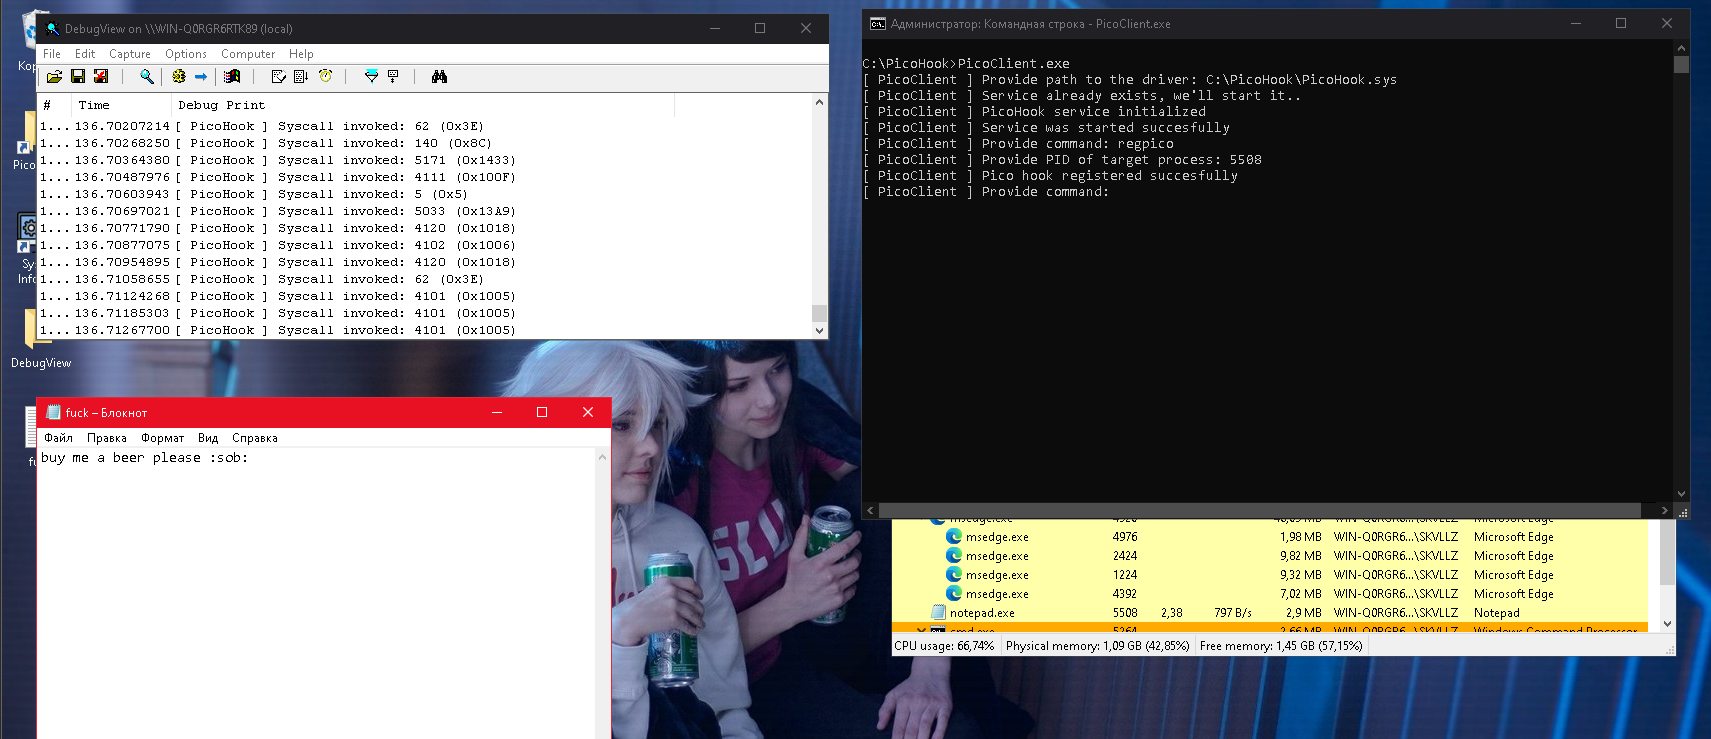 DebugView on \\WIN-Q0RGR6RTK89 (local)
File Edit Capture Options Computer Help
# Time Debug Print
1... 136.70207214 [ PicoHook ] Syscall invoked: 62 (0x3E)
1... 136.70268250 [ PicoHook ] Syscall invoked: 140 (0x8C)
1... 136.70364380 [ PicoHook ] Syscall invoked: 5171 (0x1433)
1... 136.70487976 [ PicoHook ] Syscall invoked: 4111 (0x100F)
1... 136.70603943 [ PicoHook ] Syscall invoked: 5 (0x5)
1... 136.70697021 [ PicoHook ] Syscall invoked: 5033 (0x13A9)
1... 136.70771790 [ PicoHook ] Syscall invoked: 4120 (0x1018)
1... 136.70877075 [ PicoHook ] Syscall invoked: 4102 (0x1006)
1... 136.70954895 [ PicoHook ] Syscall invoked: 4120 (0x1018)
1... 136.71058655 [ PicoHook ] Syscall invoked: 62 (0x3E)
1... 136.71124268 [ PicoHook ] Syscall invoked: 4101 (0x1005)
1... 136.71185303 [ PicoHook ] Syscall invoked: 4101 (0x1005)
1... 136.71267700 [ PicoHook ] Syscall invoked: 4101 (0x1005)
DebugView
fuck – Блокнот
Файл Правка Формат Вид Справка
buy me a beer please :sob:
Администратор: Командная строка - PicoClient.exe
C:\PicoHook>PicoClient.exe
[ PicoClient ] Provide path to the driver: C:\PicoHook\PicoHook.sys
[ PicoClient ] Service already exists, we'll start it..
[ PicoClient ] PicoHook service initialized
[ PicoClient ] Service was started succesfully
[ PicoClient ] Provide command: regpico
[ PicoClient ] Provide PID of target process: 5508
[ PicoClient ] Pico hook registered succesfully
[ PicoClient ] Provide command:
msedge.exe 4976 1,98 MB WIN-Q0RGR6...\SKVLLZ Microsoft Edge
msedge.exe 2424 9,82 MB WIN-Q0RGR6...\SKVLLZ Microsoft Edge
msedge.exe 1224 9,32 MB WIN-Q0RGR6...\SKVLLZ Microsoft Edge
msedge.exe 4392 7,02 MB WIN-Q0RGR6...\SKVLLZ Microsoft Edge
notepad.exe 5508 2,38 797 B/s 2,9 MB WIN-Q0RGR6...\SKVLLZ Notepad
cmd.exe 5264 2,66 MB WIN-Q0RGR6...\SKVLLZ Windows Command Processor
CPU usage: 66,74% Physical memory: 1,09 GB (42,85%) Free memory: 1,45 GB (57,15%)